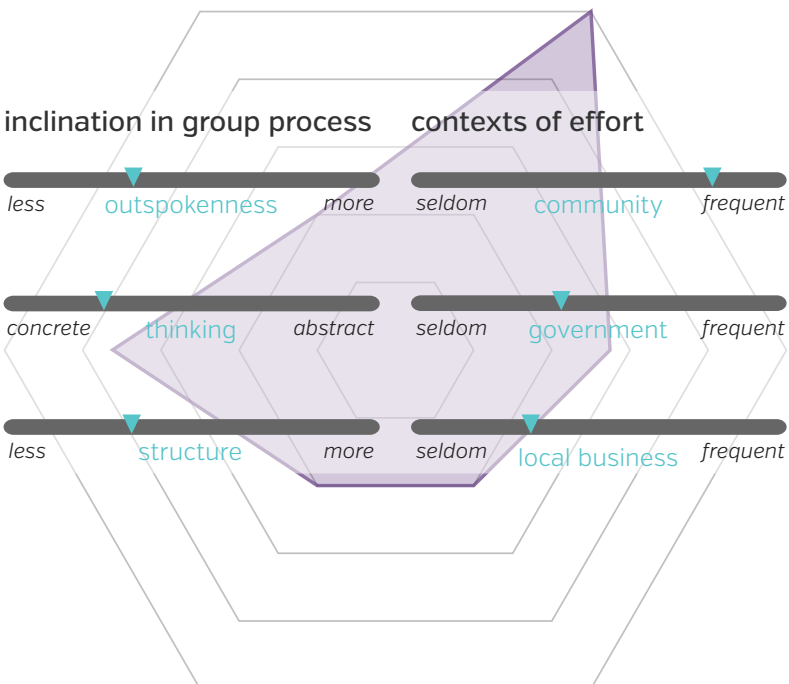 inclination in group process
less outspokenness more
concrete thinking abstract
less structure more
contexts of effort
seldom community frequent
seldom government frequent
seldom local business frequent